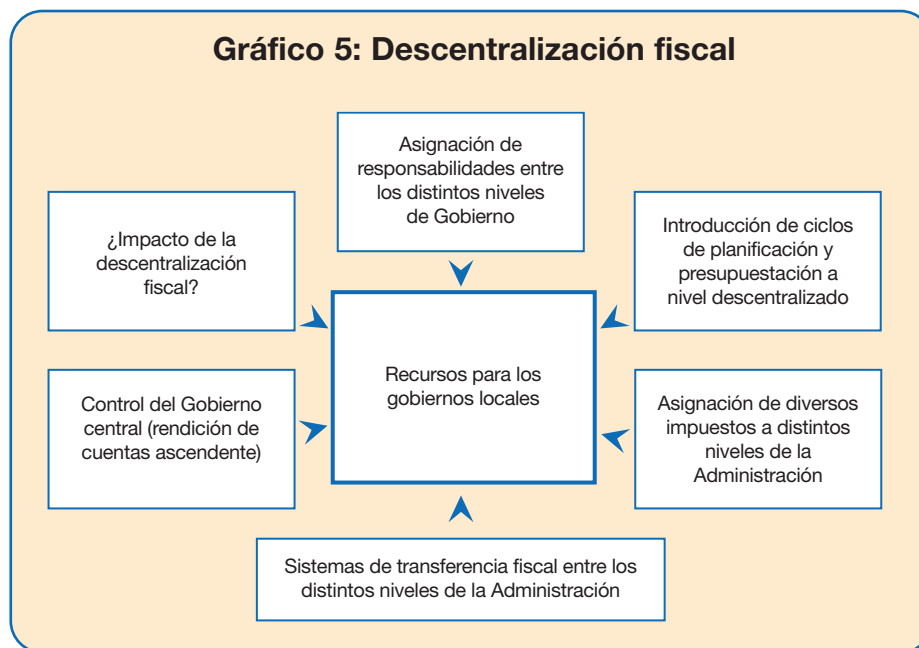 Gráfico 5: Descentralización fiscal
Asignación de
responsabilidades entre
los distintos niveles
de Gobierno
¿Impacto de la
descentralización
fiscal?
Introducción de ciclos
de planificación y
presupuestación a
nivel descentralizado
Recursos para los
gobiernos locales
Control del Gobierno
central (rendición de
cuentas ascendente)
Asignación de diversos
impuestos a distintos
niveles de la
Administración
Sistemas de transferencia fiscal entre los
distintos niveles de la Administración